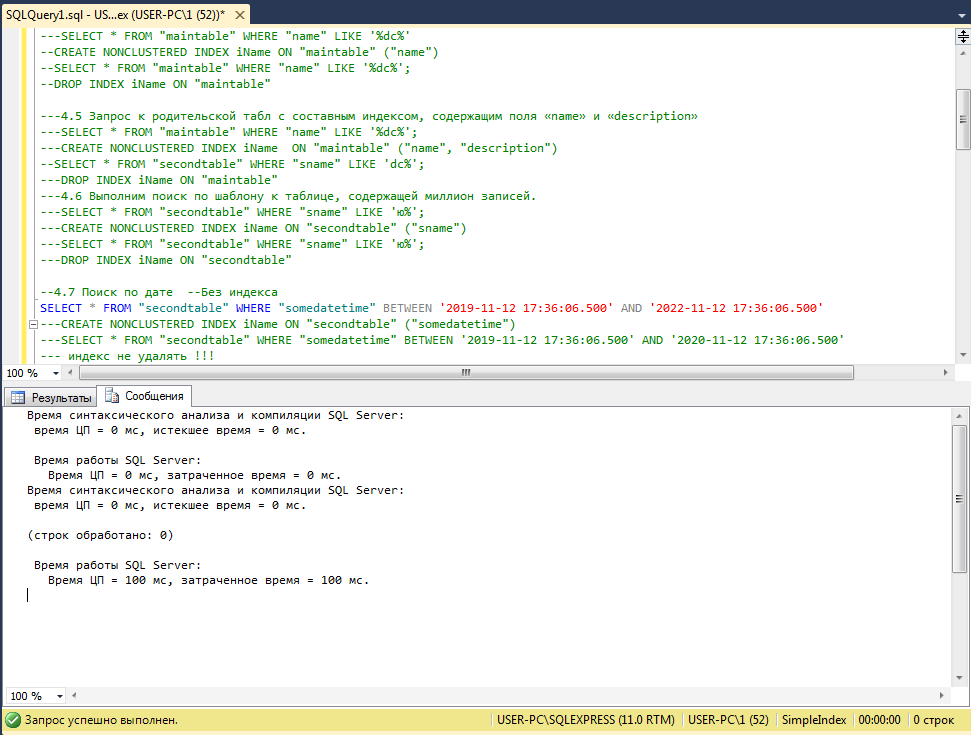 SQLQuery1.sql - US...ex (USER-PC\1 (52))*
---SELECT * FROM "maintable" WHERE "name" LIKE '%dc%'
--CREATE NONCLUSTERED INDEX iName ON "maintable" ("name")
--SELECT * FROM "maintable" WHERE "name" LIKE '%dc%';
--DROP INDEX iName ON "maintable"
---4.5 Запрос к родительской табл с составным индексом, содержащим поля «name» и «description»
---SELECT * FROM "maintable" WHERE "name" LIKE '%dc%';
---CREATE NONCLUSTERED INDEX iName  ON "maintable" ("name", "description")
--SELECT * FROM "secondtable" WHERE "sname" LIKE 'dc%';
---DROP INDEX iName ON "maintable"
---4.6 Выполним поиск по шаблону к таблице, содержащей миллион записей.
---SELECT * FROM "secondtable" WHERE "sname" LIKE 'ю%';
---CREATE NONCLUSTERED INDEX iName ON "secondtable" ("sname")
---SELECT * FROM "secondtable" WHERE "sname" LIKE 'ю%';
---DROP INDEX iName ON "secondtable"
--4.7 Поиск по дате  --Без индекса
SELECT * FROM "secondtable" WHERE "somedatetime" BETWEEN '2019-11-12 17:36:06.500' AND '2022-11-12 17:36:06.500'
---CREATE NONCLUSTERED INDEX iName ON "secondtable" ("somedatetime")
---SELECT * FROM "secondtable" WHERE "somedatetime" BETWEEN '2019-11-12 17:36:06.500' AND '2020-11-12 17:36:06.500'
--- индекс не удалять !!!
100 %
Результаты Сообщения
Время синтаксического анализа и компиляции SQL Server:
время ЦП = 0 мс, истекшее время = 0 мс.
Время работы SQL Server:
Время ЦП = 0 мс, затраченное время = 0 мс.
Время синтаксического анализа и компиляции SQL Server:
время ЦП = 0 мс, истекшее время = 0 мс.
(строк обработано: 0)
Время работы SQL Server:
Время ЦП = 100 мс, затраченное время = 100 мс.
100 %
Запрос успешно выполнен. USER-PC\SQLEXPRESS (11.0 RTM) USER-PC\1 (52) SimpleIndex 00:00:00 0 строк